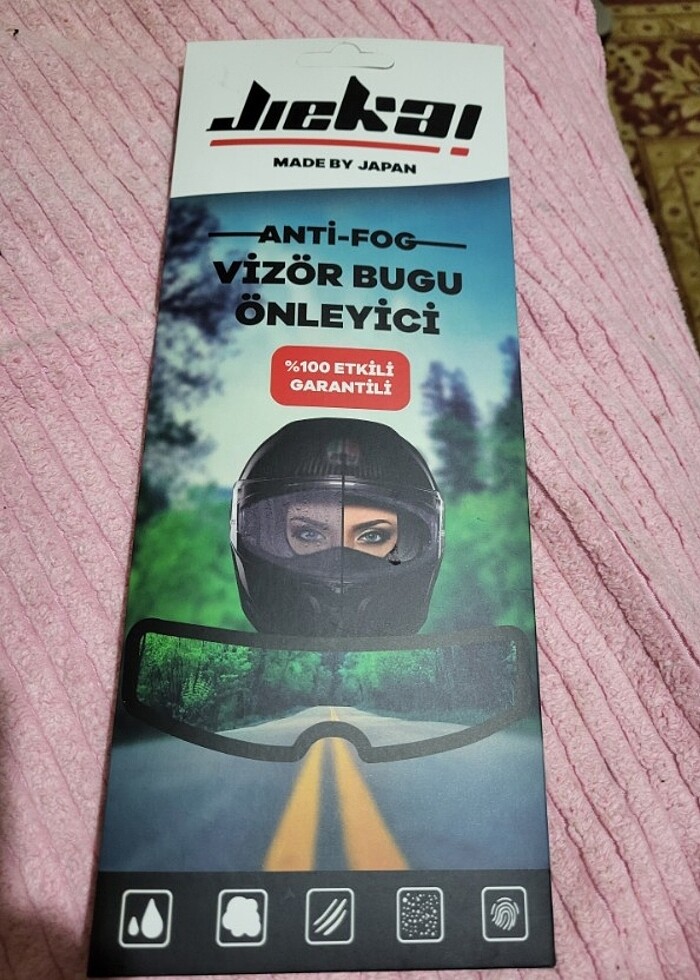 Jiekai
MADE BY JAPAN
ANTİ-FOG
VİZÖR BUGU
ÖNLEYİCİ
%100 ETKİLİ
GARANTİLİ